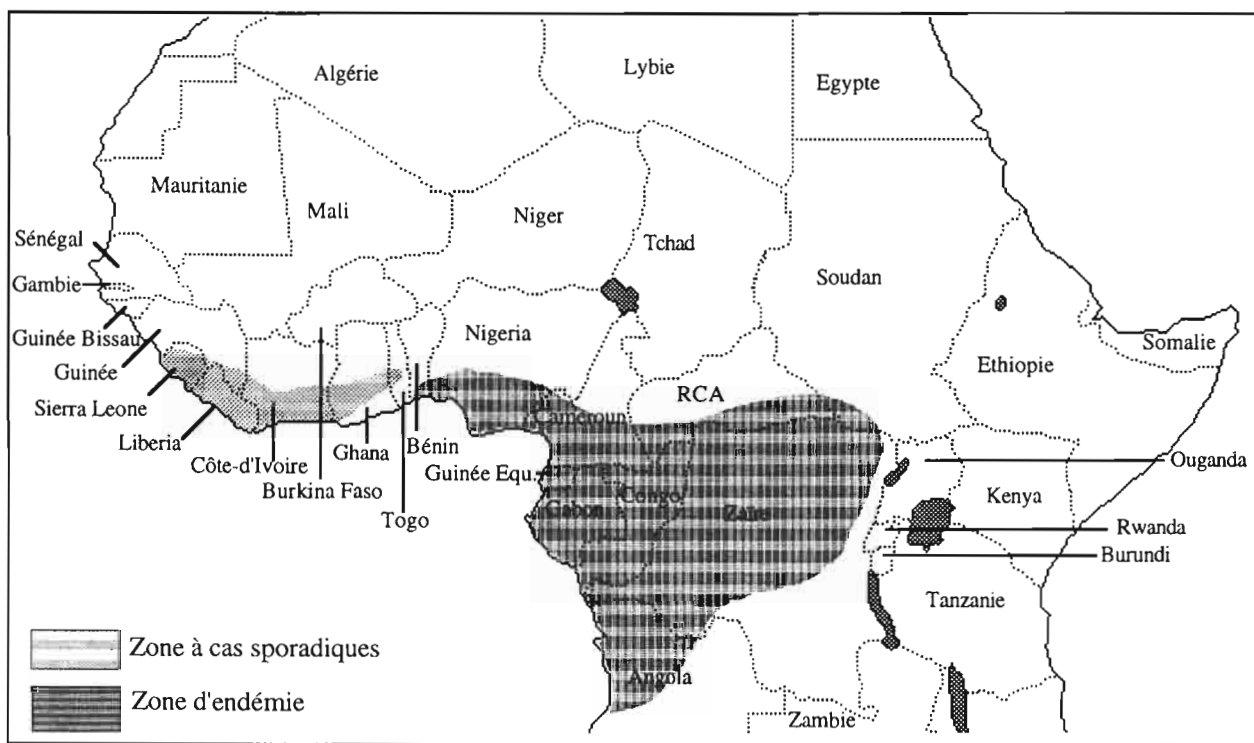 Algérie
Lybie
Egypte
Mauritanie
Mali
Niger
Tchad
Soudan
Sénégal
Gambie
Guinée Bissau
Guinée
Sierra Leone
Liberia
Côte-d'Ivoire
Burkina Faso
Ghana
Togo
Bénin
Nigeria
Cameroun
RCA
Ethiopie
Somalie
Guinée Equ.
Gabon
Congo
Zaïre
Ouganda
Kenya
Rwanda
Burundi
Tanzanie
Angola
Zambie
Zone à cas sporadiques
Zone d'endémie